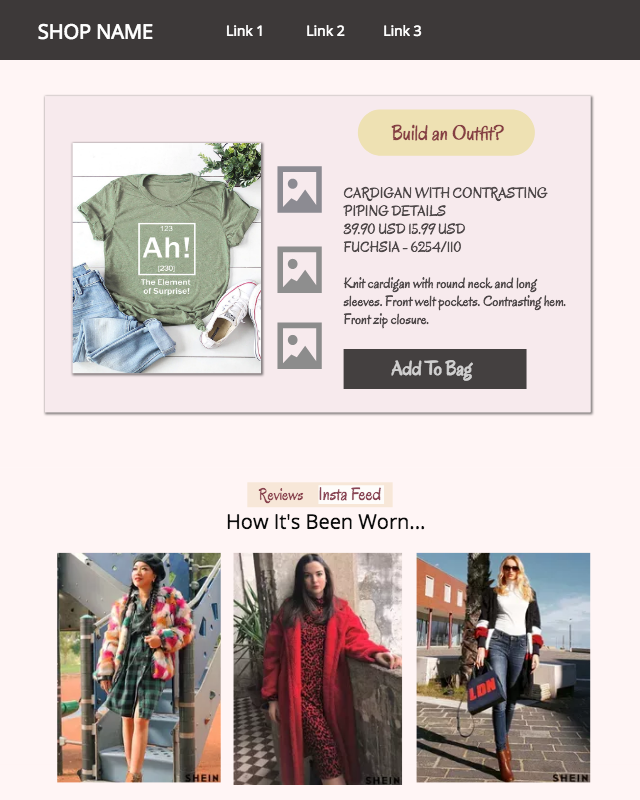 SHOP NAME
Link 1
Link 2
Link 3
Build an Outfit?
123
Ah!
[230]
The Element
of Surprise!
CARDIGAN WITH CONTRASTING
PIPING DETAILS
39.90 USD 15.99 USD
FUCHSIA - 6254/110
Knit cardigan with round neck and long
sleeves. Front welt pockets. Contrasting hem.
Front zip closure.
Add To Bag
Reviews
Insta Feed
How It's Been Worn...
LDN
SHEIN
SHEIN
SHEIN